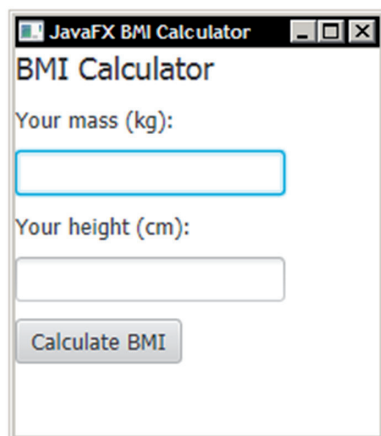 JavaFX BMI Calculator
BMI Calculator
Your mass (kg):
Your height (cm):
Calculate BMI